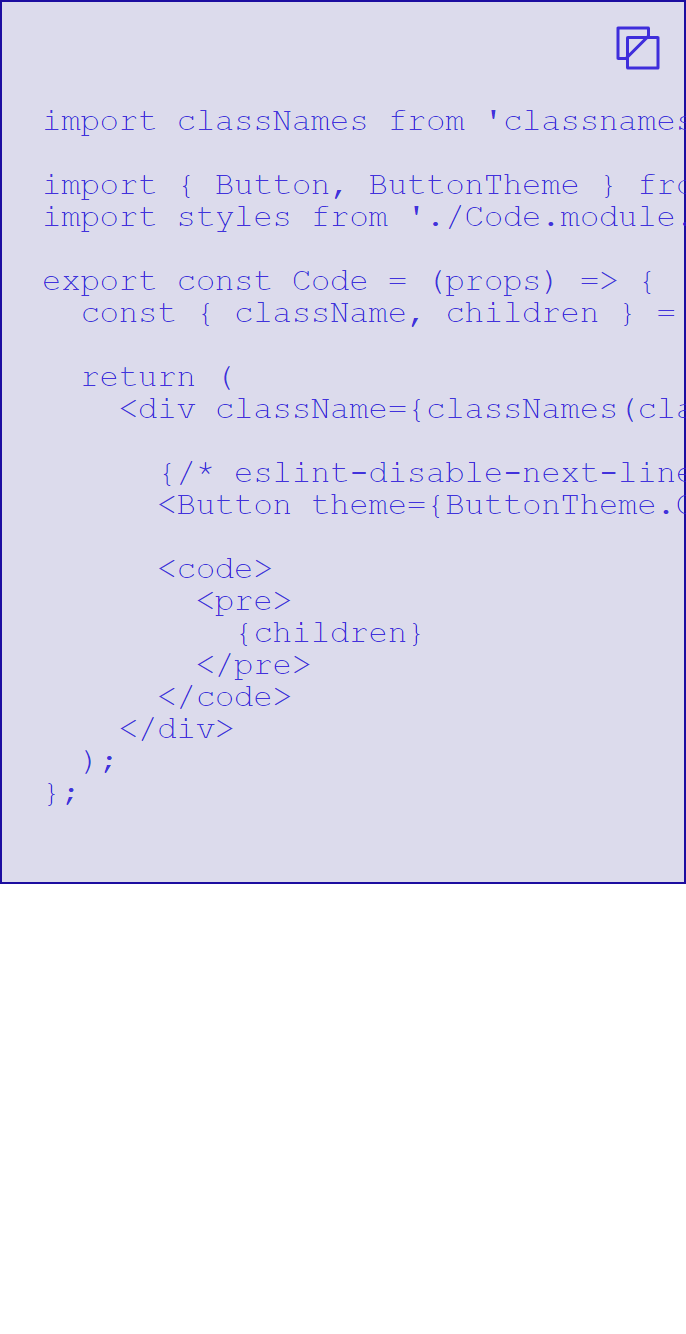 import classNames from 'classnames
import { Button, ButtonTheme } fro
import styles from './Code.module.
export const Code = (props) => {
const { className, children } =
return (
<div className={classNames(cla
{/* eslint-disable-next-line
<Button theme={ButtonTheme.
<code>
<pre>
{children}
</pre>
</code>
</div>
);
};